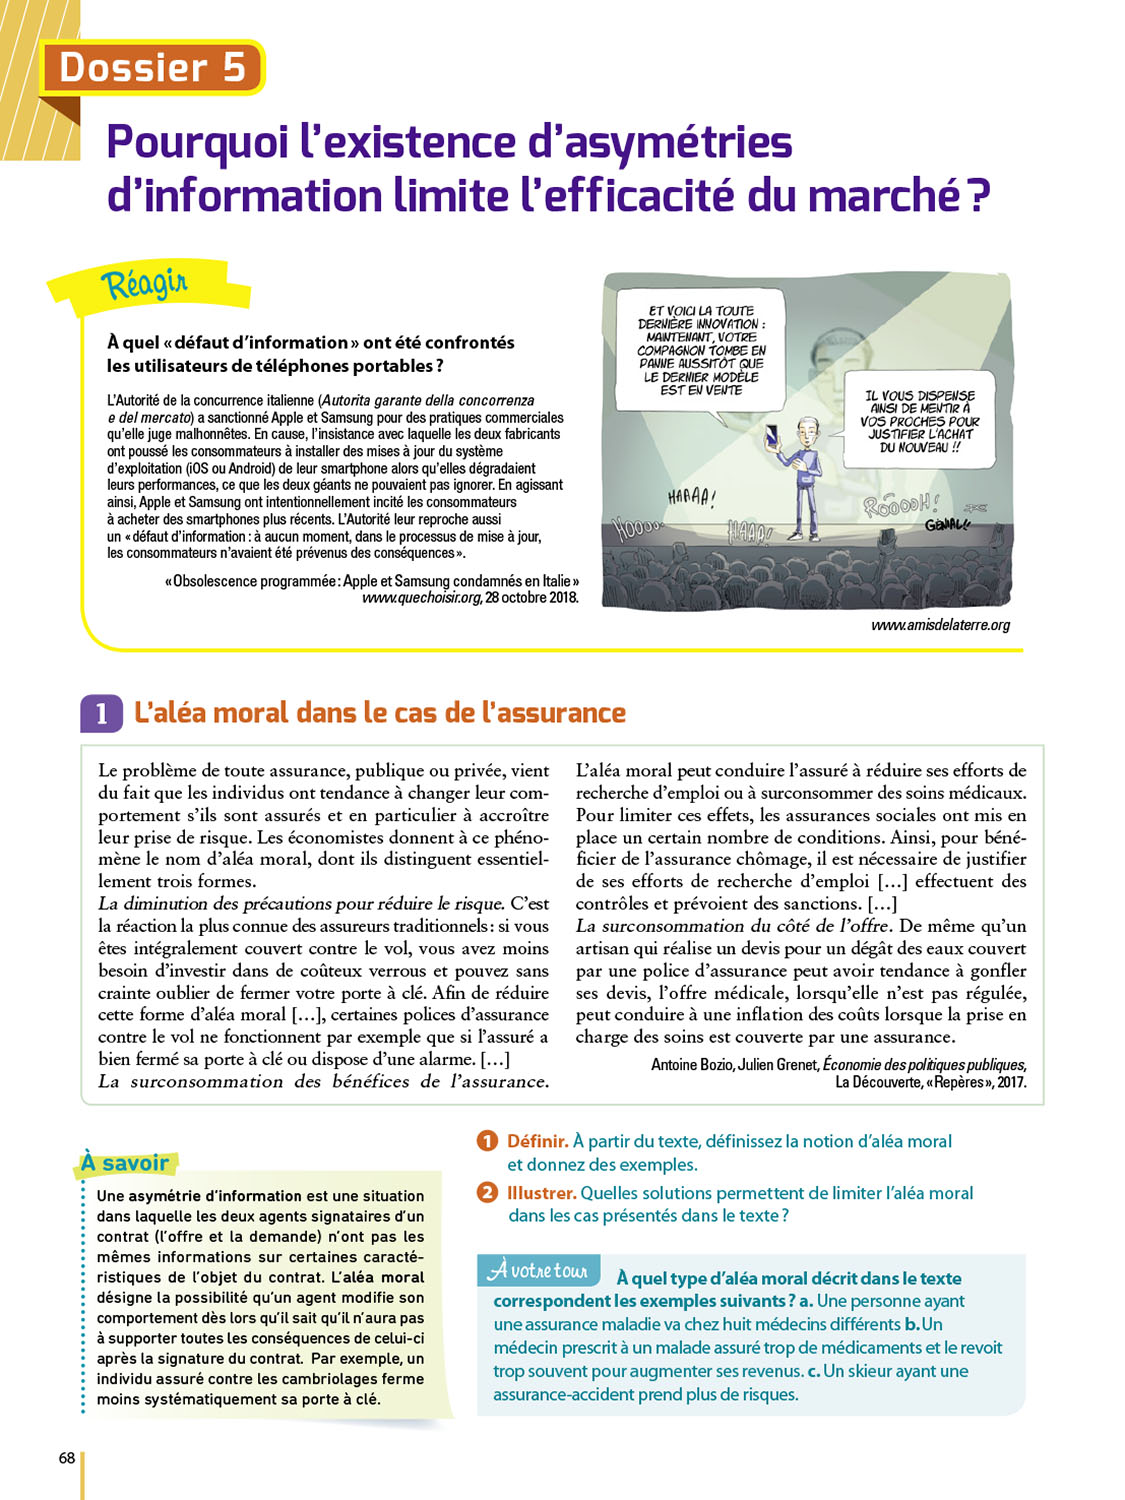 Dossier 5
Pourquoi l'existence d'asymétries
d'information limite l'efficacité du marché ?
Réagir
À quel « défaut d'information » ont été confrontés
les utilisateurs de téléphones portables ?
L'Autorité de la concurrence italienne (Autorita garante della concorrenza
e del mercato) a sanctionné Apple et Samsung pour des pratiques commerciales
qu'elle juge malhonnêtes. En cause, l'insistance avec laquelle les deux fabricants
ont poussé les consommateurs à installer des mises à jour du système
d'exploitation (iOS ou Android) de leur smartphone alors qu'elles dégradaient
leurs performances, ce que les deux géants ne pouvaient pas ignorer. En agissant
ainsi, Apple et Samsung ont intentionnellement incité les consommateurs
à acheter des smartphones plus récents. L'Autorité leur reproche aussi
un « défaut d'information : à aucun moment, dans le processus de mise à jour,
les consommateurs n'avaient été prévenus des conséquences ».
« Obsolescence programmée : Apple et Samsung condamnés en Italie »
www.quechoisir.org, 28 octobre 2018.
ET VOICI LA TOUTE
DERNIÈRE INNOVATION :
MAINTENANT, VOTRE
COMPAGNON TOMBE EN
PANNE AUSSITÔT QUE
LE DERNIER MODÈLE
EST EN VENTE
IL VOUS DISPENSE
AINSI DE MENTIR À
VOS PROCHES POUR
JUSTIFIER L'ACHAT
DU NOUVEAU !!
HAAAA!
RÔOOOH!
HOOOO..
HAAA!
GÉNIAL!!
www.amisdelaterre.org
1 L'aléa moral dans le cas de l'assurance
Le problème de toute assurance, publique ou privée, vient
du fait que les individus ont tendance à changer leur com-
portement s'ils sont assurés et en particulier à accroître
leur prise de risque. Les économistes donnent à ce phéno-
mène le nom d'aléa moral, dont ils distinguent essentiel-
lement trois formes.
La diminution des précautions pour réduire le risque. C'est
la réaction la plus connue des assureurs traditionnels : si vous
êtes intégralement couvert contre le vol, vous avez moins
besoin d'investir dans de coûteux verrous et pouvez sans
crainte oublier de fermer votre porte à clé. Afin de réduire
cette forme d'aléa moral […], certaines polices d'assurance
contre le vol ne fonctionnent par exemple que si l'assuré a
bien fermé sa porte à clé ou dispose d'une alarme. […]
La surconsommation des bénéfices de l'assurance.
L'aléa moral peut conduire l'assuré à réduire ses efforts de
recherche d'emploi ou à surconsommer des soins médicaux.
Pour limiter ces effets, les assurances sociales ont mis en
place un certain nombre de conditions. Ainsi, pour béné-
ficier de l'assurance chômage, il est nécessaire de justifier
de ses efforts de recherche d'emploi […] effectuent des
contrôles et prévoient des sanctions. […]
La surconsommation du côté de l'offre. De même qu'un
artisan qui réalise un devis pour un dégât des eaux couvert
par une police d'assurance peut avoir tendance à gonfler
ses devis, l'offre médicale, lorsqu'elle n'est pas régulée,
peut conduire à une inflation des coûts lorsque la prise en
charge des soins est couverte par une assurance.
Antoine Bozio, Julien Grenet, Économie des politiques publiques,
La Découverte, « Repères », 2017.
À savoir
Une asymétrie d'information est une situation
dans laquelle les deux agents signataires d'un
contrat (l'offre et la demande) n'ont pas les
mêmes informations sur certaines caracté-
ristiques de l'objet du contrat. L'aléa moral
désigne la possibilité qu'un agent modifie son
comportement dès lors qu'il sait qu'il n'aura pas
à supporter toutes les conséquences de celui-ci
après la signature du contrat. Par exemple, un
individu assuré contre les cambriolages ferme
moins systématiquement sa porte à clé.
1 Définir. À partir du texte, définissez la notion d'aléa moral
et donnez des exemples.
2 Illustrer. Quelles solutions permettent de limiter l'aléa moral
dans les cas présentés dans le texte ?
À votre tour À quel type d'aléa moral décrit dans le texte
correspondent les exemples suivants ? a. Une personne ayant
une assurance maladie va chez huit médecins différents b. Un
médecin prescrit à un malade assuré trop de médicaments et le revoit
trop souvent pour augmenter ses revenus. c. Un skieur ayant une
assurance-accident prend plus de risques.
68